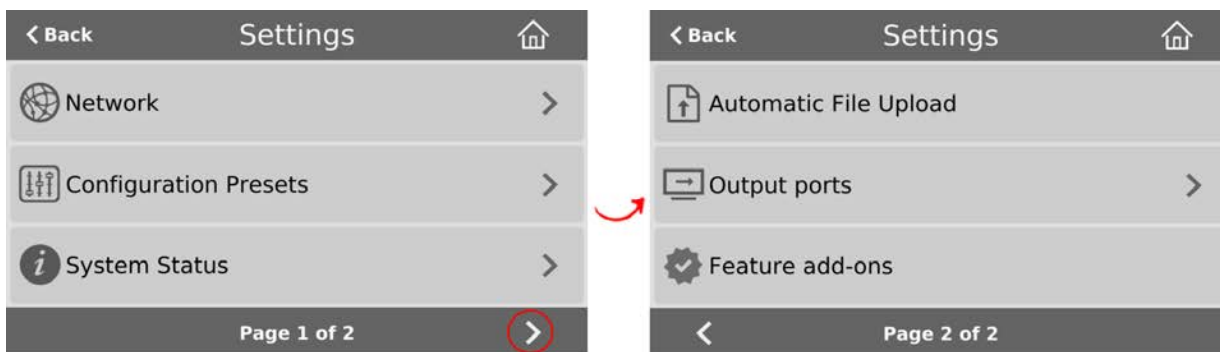 Back
Settings
Network
Configuration Presets
System Status
Page 1 of 2
Back
Settings
Automatic File Upload
Output ports
Feature add-ons
Page 2 of 2